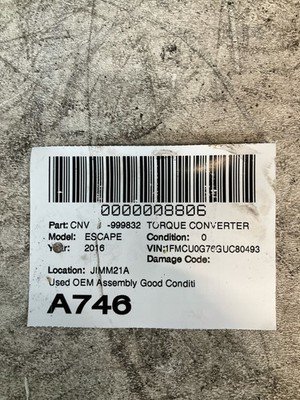 0000008806
Part: CNV -999832 TORQUE CONVERTER
Model: ESCAPE Condition: 0
Year: 2016 VIN:1FMCU0G76GUC80493
Damage Code:
Location: JIMM21A
Used OEM Assembly Good Conditi
A746